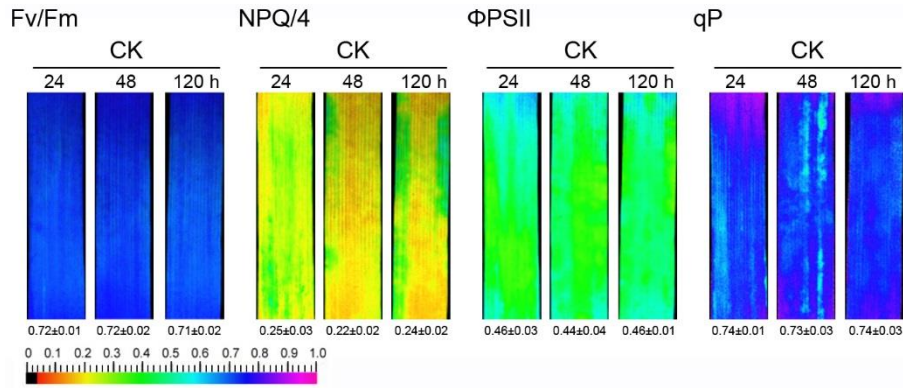 Fv/Fm NPQ/4 ΦPSII qP
CK CK CK CK
24 48 120 h 24 48 120 h 24 48 120 h 24 48 120 h
0.72±0.01 0.72±0.02 0.71±0.02 0.25±0.03 0.22±0.02 0.24±0.02 0.46±0.03 0.44±0.04 0.46±0.01 0.74±0.01 0.73±0.03 0.74±0.03
0 0.1 0.2 0.3 0.4 0.5 0.6 0.7 0.8 0.9 1.0